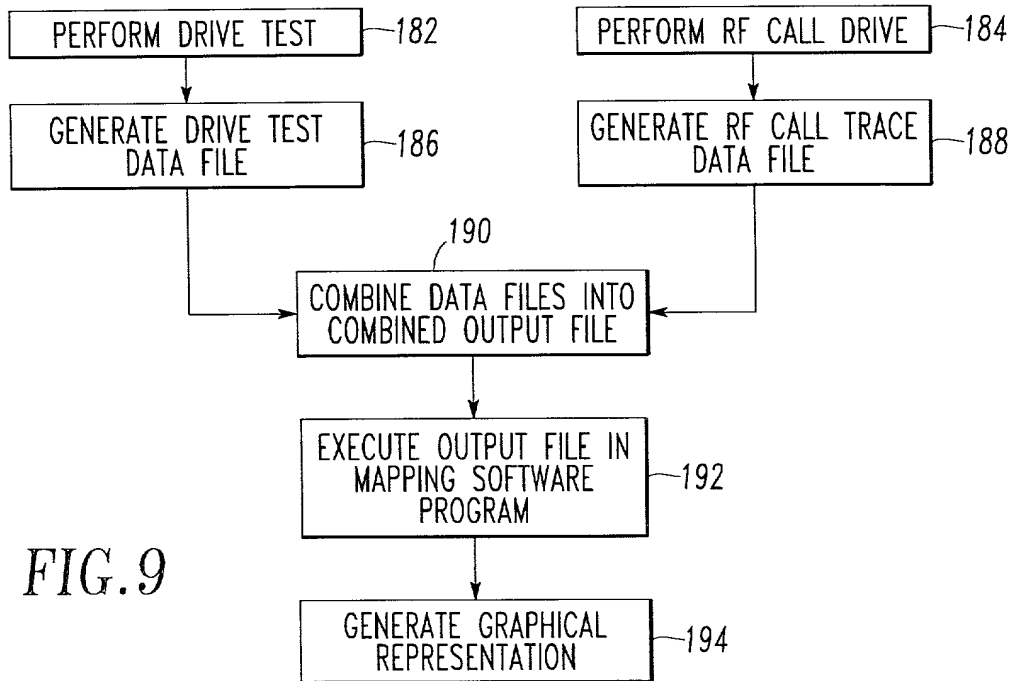 PERFORM DRIVE TEST
182
PERFORM RF CALL DRIVE
184
GENERATE DRIVE TEST
DATA FILE
186
GENERATE RF CALL TRACE
DATA FILE
188
190
COMBINE DATA FILES INTO
COMBINED OUTPUT FILE
EXECUTE OUTPUT FILE IN
MAPPING SOFTWARE
PROGRAM
192
FIG.9
GENERATE GRAPHICAL
REPRESENTATION
194